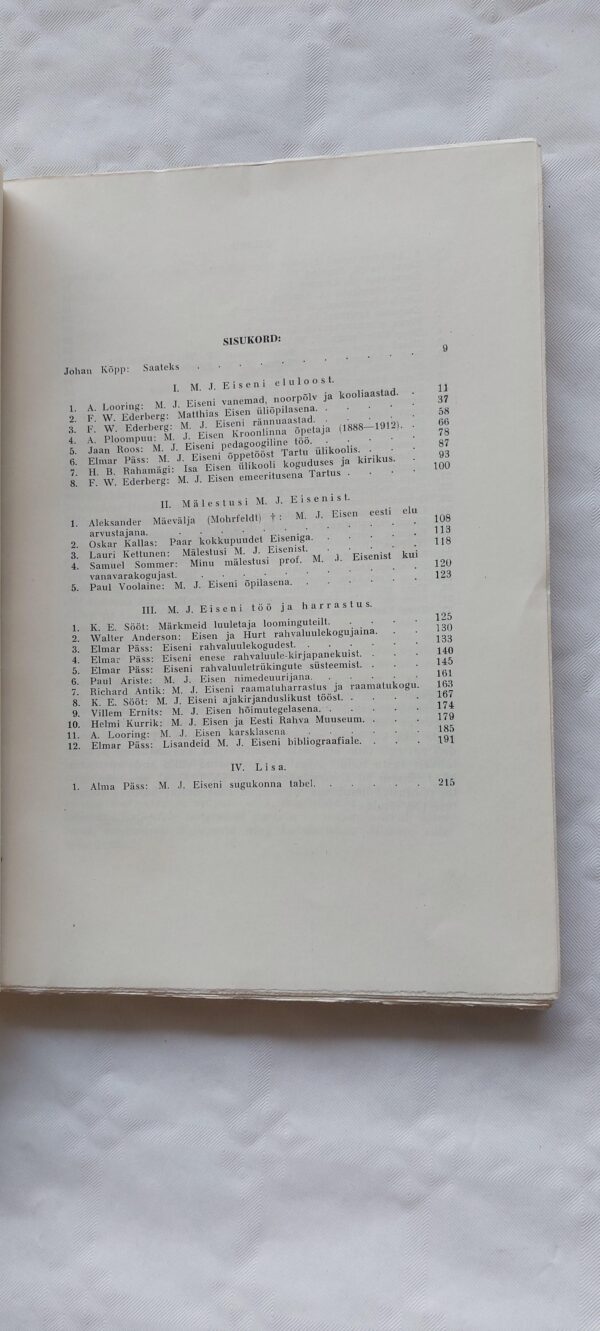 SISUKORD:
Johan Kõpp: Saateks . . . . . . . . . . 9
I. M. J. Eiseni eluloost.
1. A. Looring: M. J. Eiseni vanemad, noorpõlv ja kooliaastad. . 11
2. F. W. Ederberg: Matthias Eisen üliõpilasena. . . . . . 37
3. F. W. Ederberg: M. J. Eiseni rännuaastad. . . . . . 58
4. A. Ploompuu: M. J. Eisen Kroonlinna õpetaja (1888—1912). . 66
5. Jaan Roos: M. J. Eiseni pedagoogiline töö. . . . . . 78
6. Elmar Päss: M. J. Eiseni õppetööst Tartu ülikoolis. . . . 87
7. H. B. Rahamägi: Isa Eisen ülikooli koguduses ja kirikus. . 93
8. F. W. Ederberg: M. J. Eisen emeeritusena Tartus . . . . 100
II. Mälestusi M. J. Eisenist.
1. Aleksander Mäevälja (Mohrfeldt) †: M. J. Eisen eesti elu
arvustajana. . . . . . . . . . . 108
2. Oskar Kallas: Paar kokkupuudet Eiseniga. . . . . . 113
3. Lauri Kettunen: Mälestusi M. J. Eisenist. . . . . . 118
4. Samuel Sommer: Minu mälestusi prof. M. J. Eisenist kui
vanavarakogujast. . . . . . . . . . 120
5. Paul Voolaine: M. J. Eiseni õpilasena. . . . . . 123
III. M. J. Eiseni töö ja harrastus.
1. K. E. Sööt: Märkmeid luuletaja loominguteilt. . . . . 125
2. Walter Anderson: Eisen ja Hurt rahvaluulekogujaina. . . 130
3. Elmar Päss: Eiseni rahvaluulekogudest. . . . . . 133
4. Elmar Päss: Eiseni enese rahvaluule-kirjapanekuist. . . . 140
5. Elmar Päss: Eiseni rahvaluuletrükingute süsteemist. . . . 145
6. Paul Ariste: M. J. Eisen nimedeuurijana. . . . . . 161
7. Richard Antik: M. J. Eiseni raamatuharrastus ja raamatukogu. 163
8. K. E. Sööt: M. J. Eiseni ajakirjanduslikust tööst. . . . . 167
9. Villem Ernits: M. J. Eisen hõimutegelasena. . . . . 174
10. Helmi Kurrik: M. J. Eisen ja Eesti Rahva Muuseum. . . . 179
11. A. Looring: M. J. Eisen karsklasena . . . . . . 185
12. Elmar Päss: Lisandeid M. J. Eiseni bibliograafiale. . . . 191
IV. Lisa.
1. Alma Päss: M. J. Eiseni sugukonna tabel. . . . . . 215